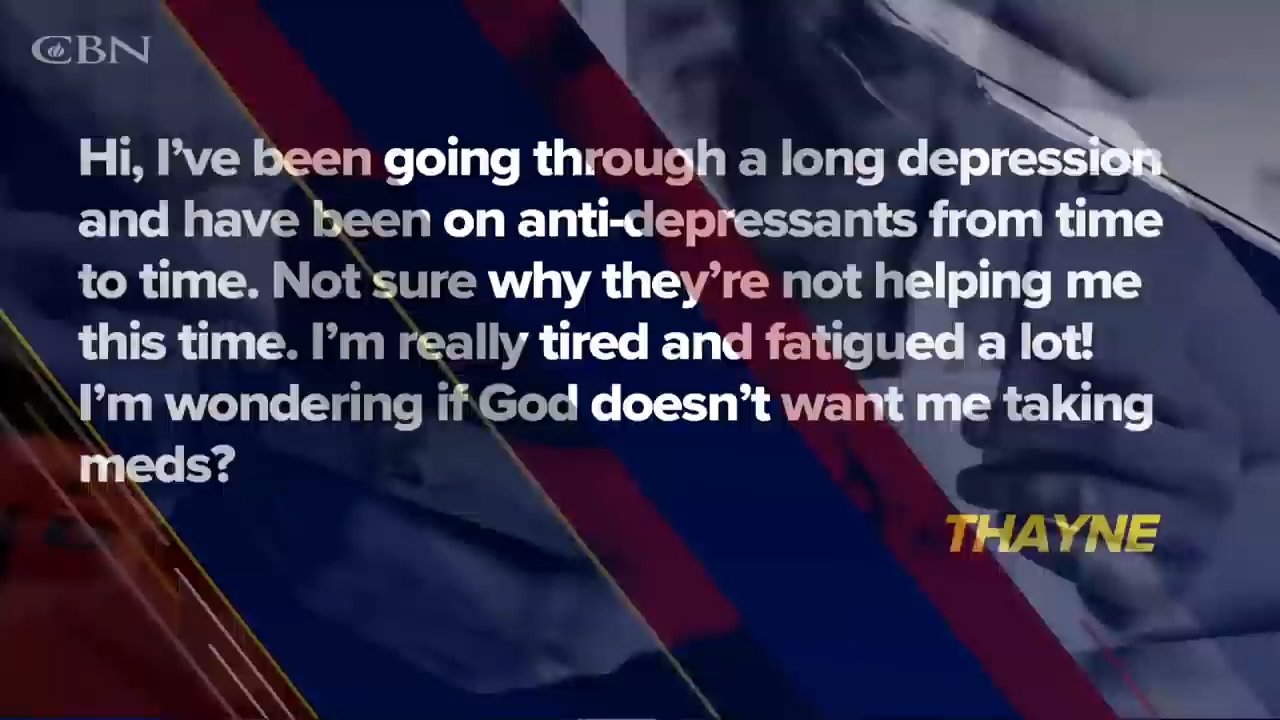 CBN
Hi, I've been going through a long depression
and have been on anti-depressants from time
to time. Not sure why they're not helping me
this time. I'm really tired and fatigued a lot!
I'm wondering if God doesn't want me taking
meds?
THAYNE